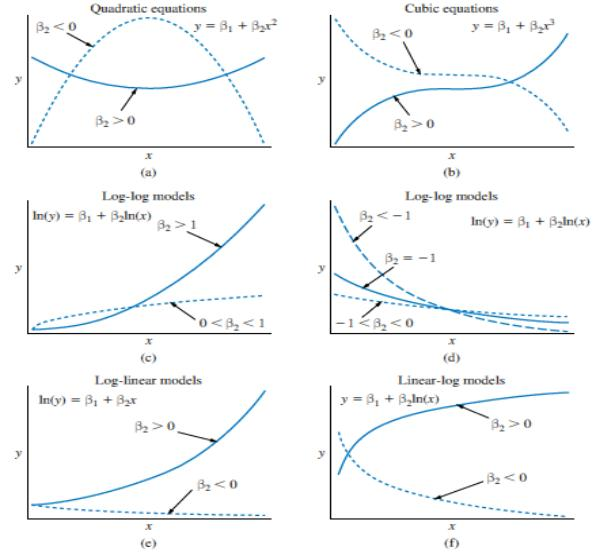 Quadratic equations
β₂ < 0
y = β₁ + β₂x²
y
β₂ > 0
x
(a)
Cubic equations
y = β₁ + β₂x³
β₂ < 0
y
β₂ > 0
x
(b)
Log-log models
ln(y) = β₁ + β₂ln(x)
β₂ > 1
y
0 < β₂ < 1
x
(c)
Log-log models
β₂ < −1
ln(y) = β₁ + β₂ln(x)
β₂ = −1
y
−1 < β₂ < 0
x
(d)
Log-linear models
ln(y) = β₁ + β₂x
β₂ > 0
y
β₂ < 0
x
(e)
Linear-log models
y = β₁ + β₂ln(x)
β₂ > 0
y
β₂ < 0
x
(f)